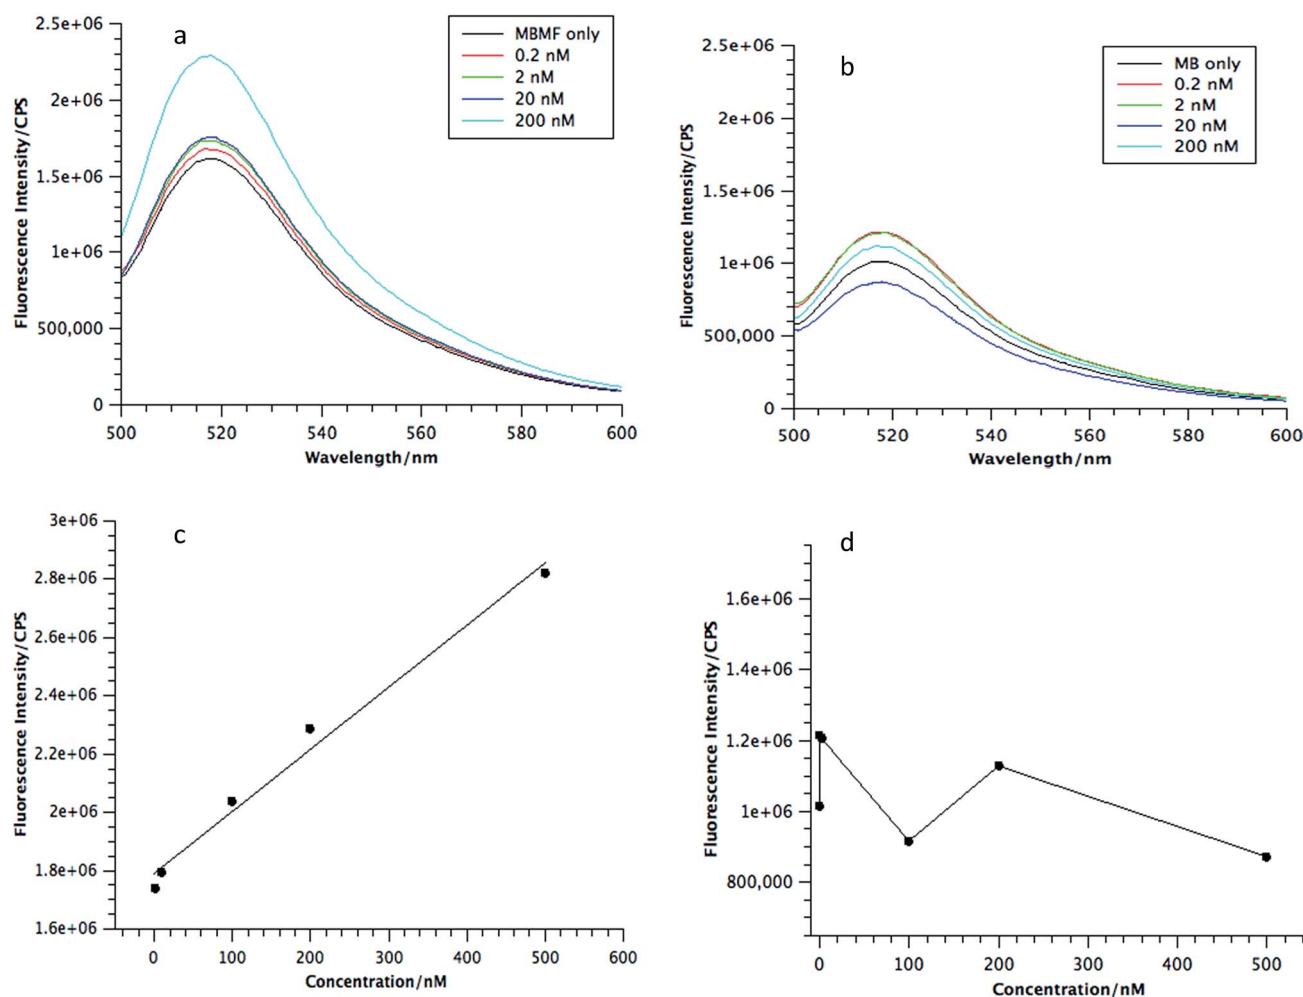 a
MBMF only
0.2 nM
2 nM
20 nM
200 nM
Fluorescence Intensity/CPS
2.5e+06
2e+06
1.5e+06
1e+06
500,000
0
500 520 540 560 580 600
Wavelength/nm
b
MB only
0.2 nM
2 nM
20 nM
200 nM
Fluorescence Intensity/CPS
2.5e+06
2e+06
1.5e+06
1e+06
500,000
0
500 520 540 560 580 600
Wavelength/nm
c
Fluorescence Intensity/CPS
3e+06
2.8e+06
2.6e+06
2.4e+06
2.2e+06
2e+06
1.8e+06
1.6e+06
0 100 200 300 400 500 600
Concentration/nM
d
Fluorescence Intensity/CPS
1.6e+06
1.4e+06
1.2e+06
1e+06
800,000
0 100 200 300 400 500
Concentration/nM